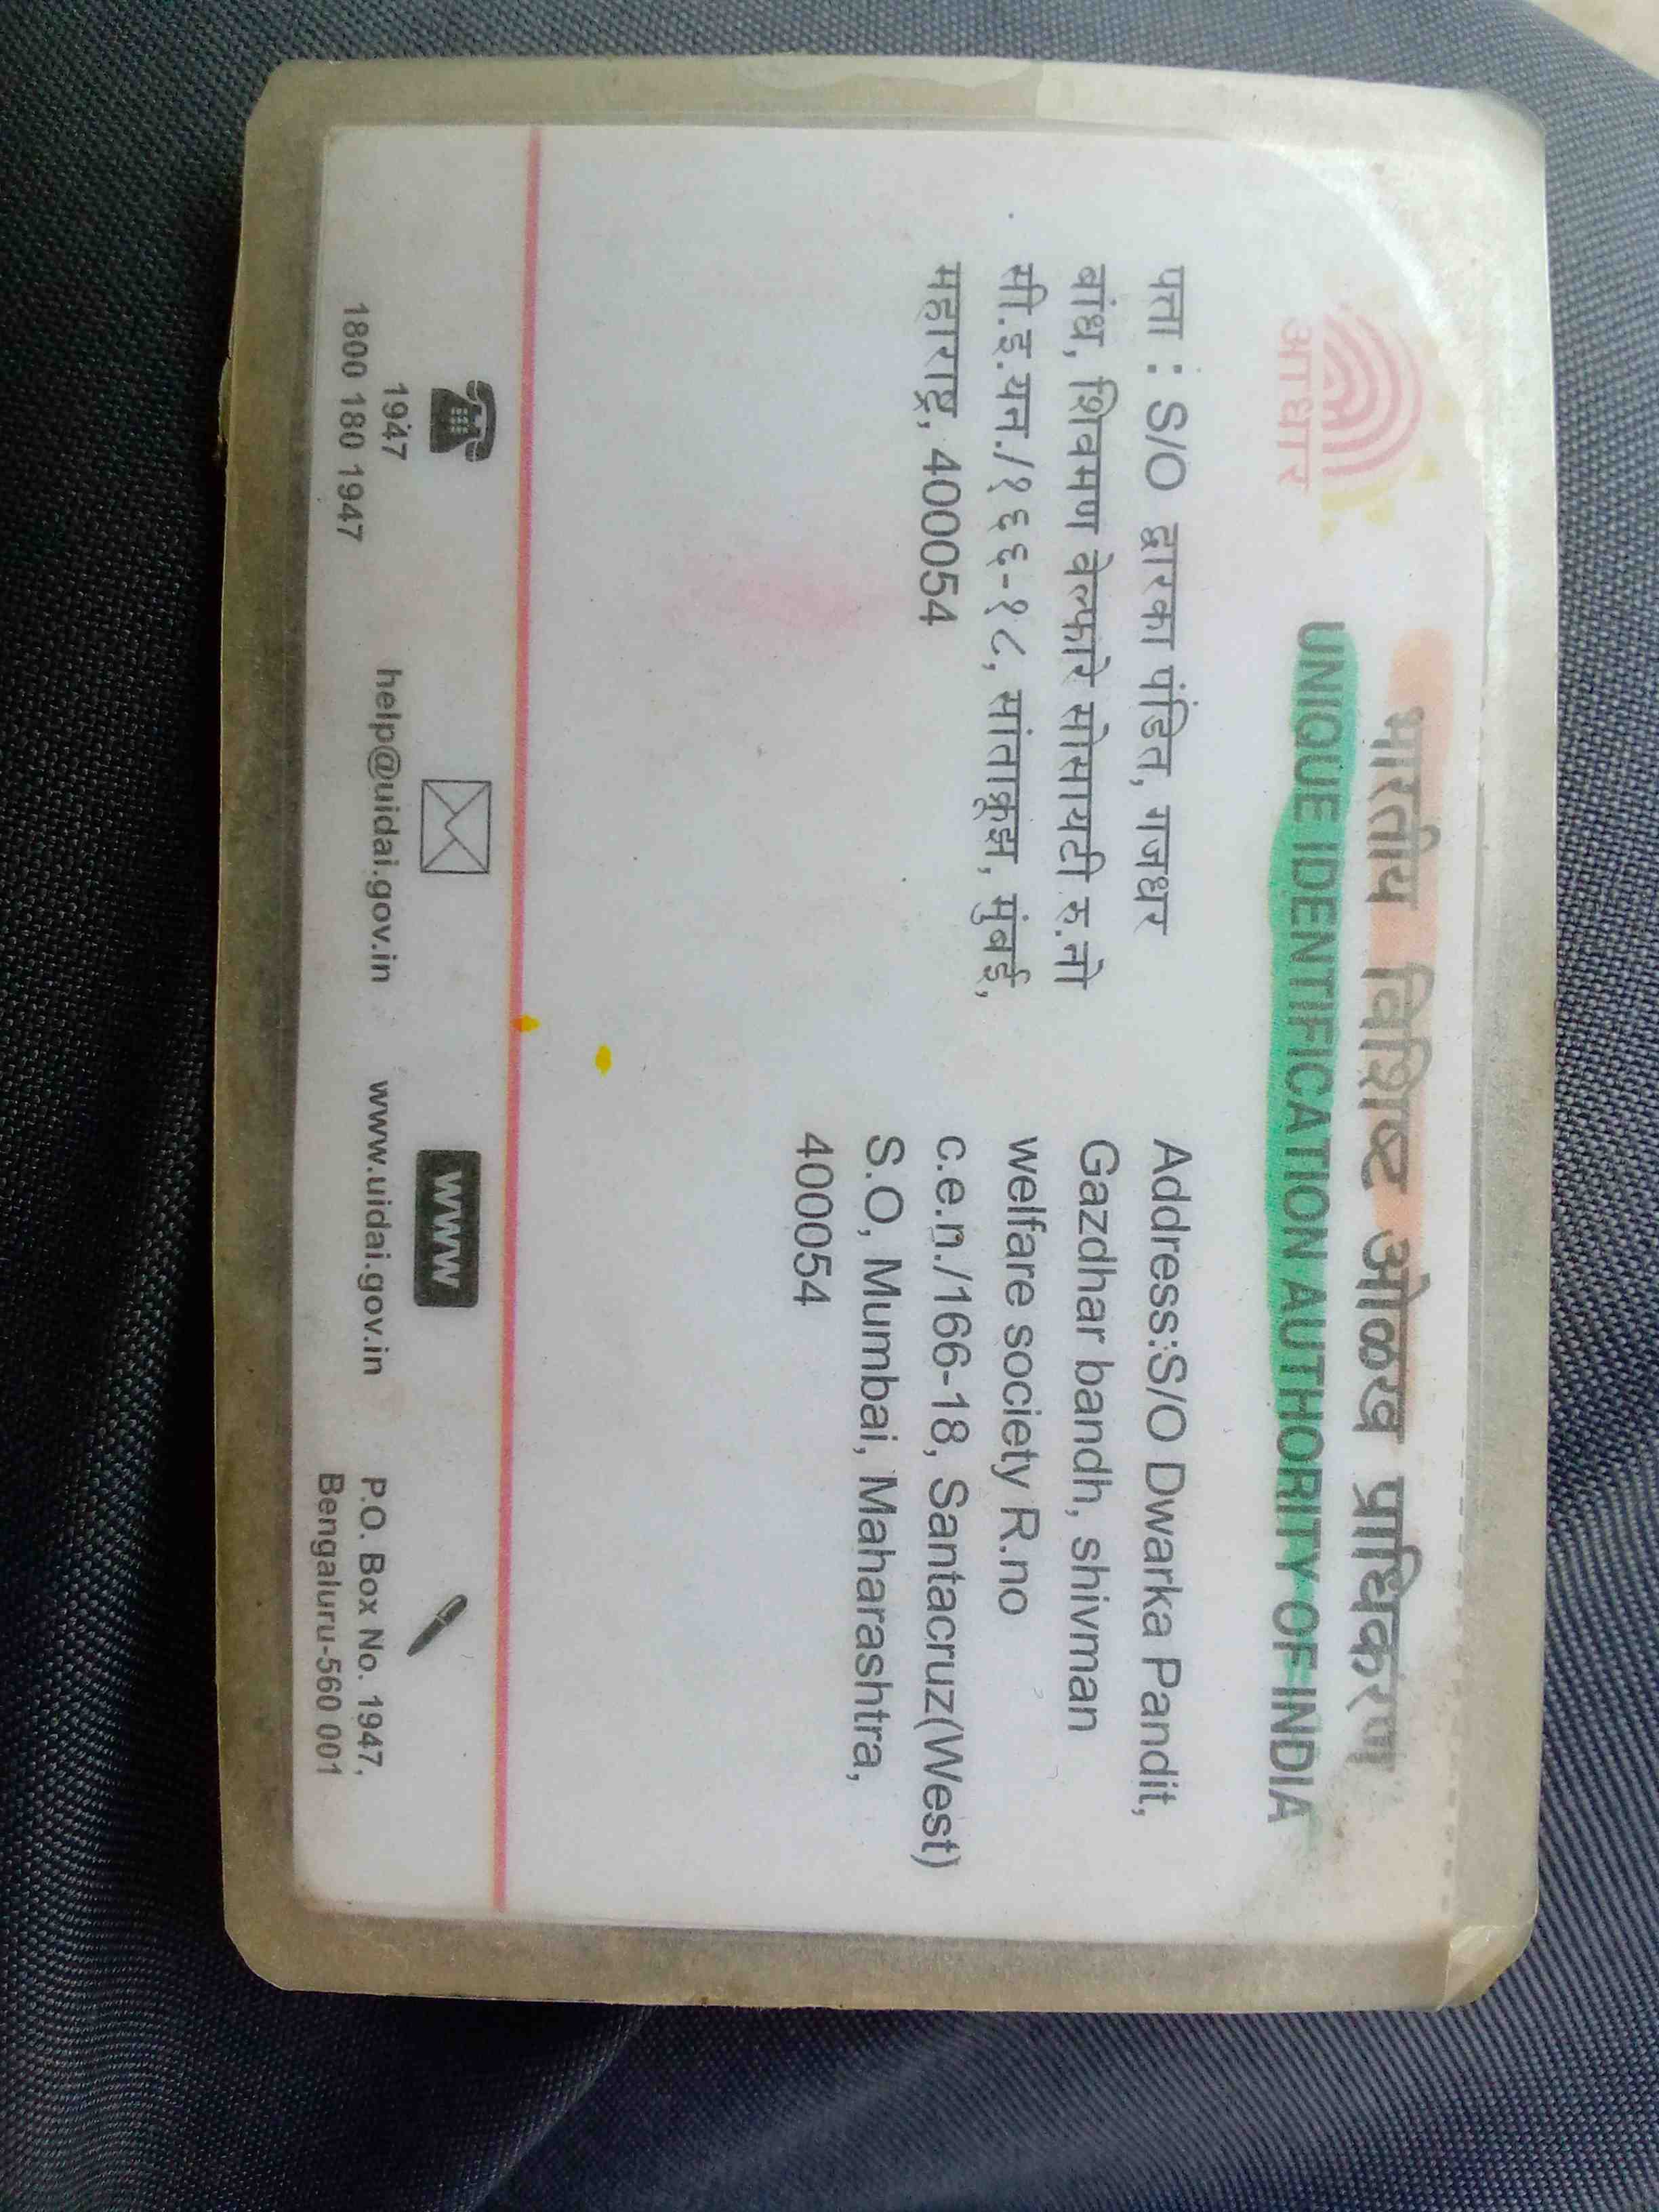 भारतीय विशिष्ट ओळख प्राधिकरण
UNIQUE IDENTIFICATION AUTHORITY OF INDIA
आधार
पत्ता : S/O द्वारका पंडित, गजधर
बांध, शिवमण वेल्फारे सोसायटी रु.नो
सी.इ.यन./१६६-१८, सांताक्रूझ, मुंबई,
महाराष्ट्र, 400054
Address:S/O Dwarka Pandit,
Gazdhar bandh, shivman
welfare society R.no
c.e.n./166-18, Santacruz(West)
S.O, Mumbai, Maharashtra,
400054
1947
1800 180 1947
help@uidai.gov.in
www
www.uidai.gov.in
P.O. Box No. 1947,
Bengaluru-560 001